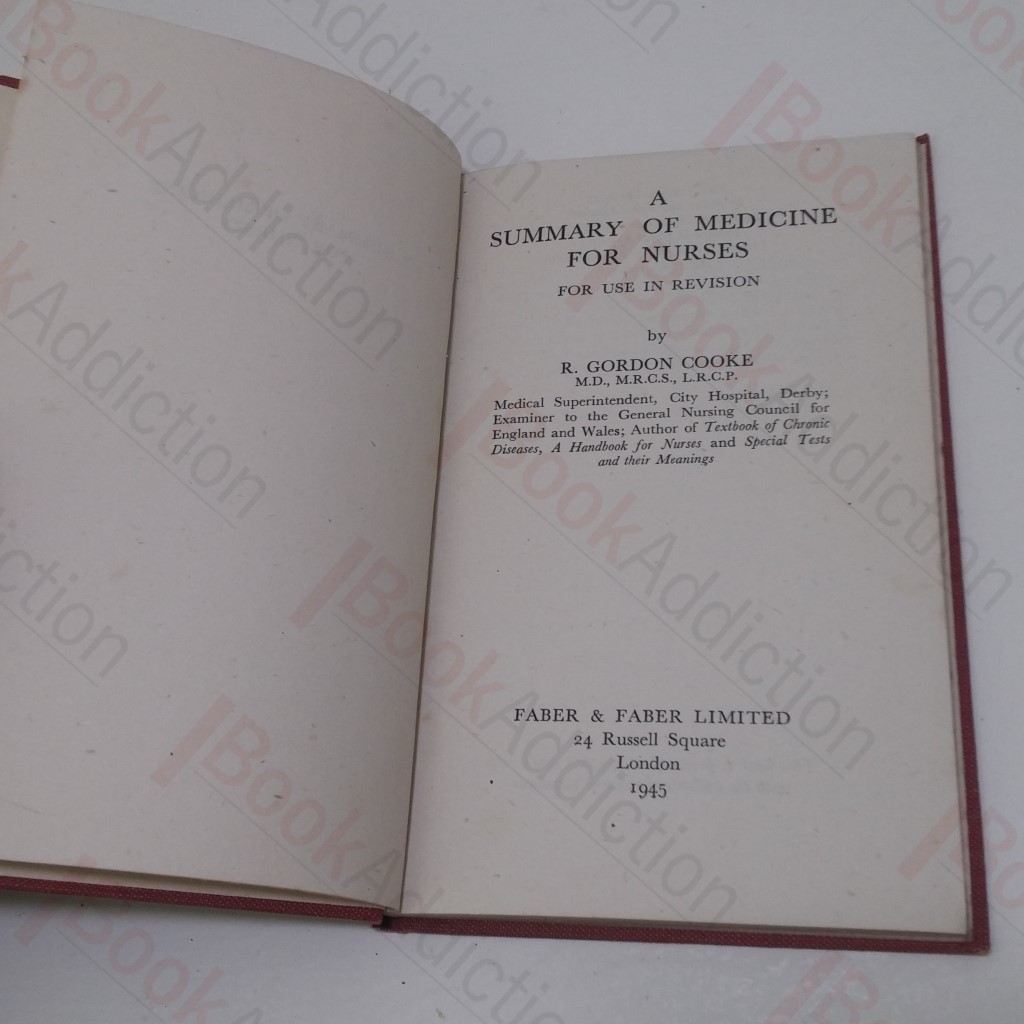 A
SUMMARY OF MEDICINE
FOR NURSES
FOR USE IN REVISION
by
R. GORDON COOKE
M.D., M.R.C.S., L.R.C.P.
Medical Superintendent, City Hospital, Derby;
Examiner to the General Nursing Council for
England and Wales; Author of Textbook of Chronic
Diseases, A Handbook for Nurses and Special Tests
and their Meanings
FABER & FABER LIMITED
24 Russell Square
London
1945
BookAddiction